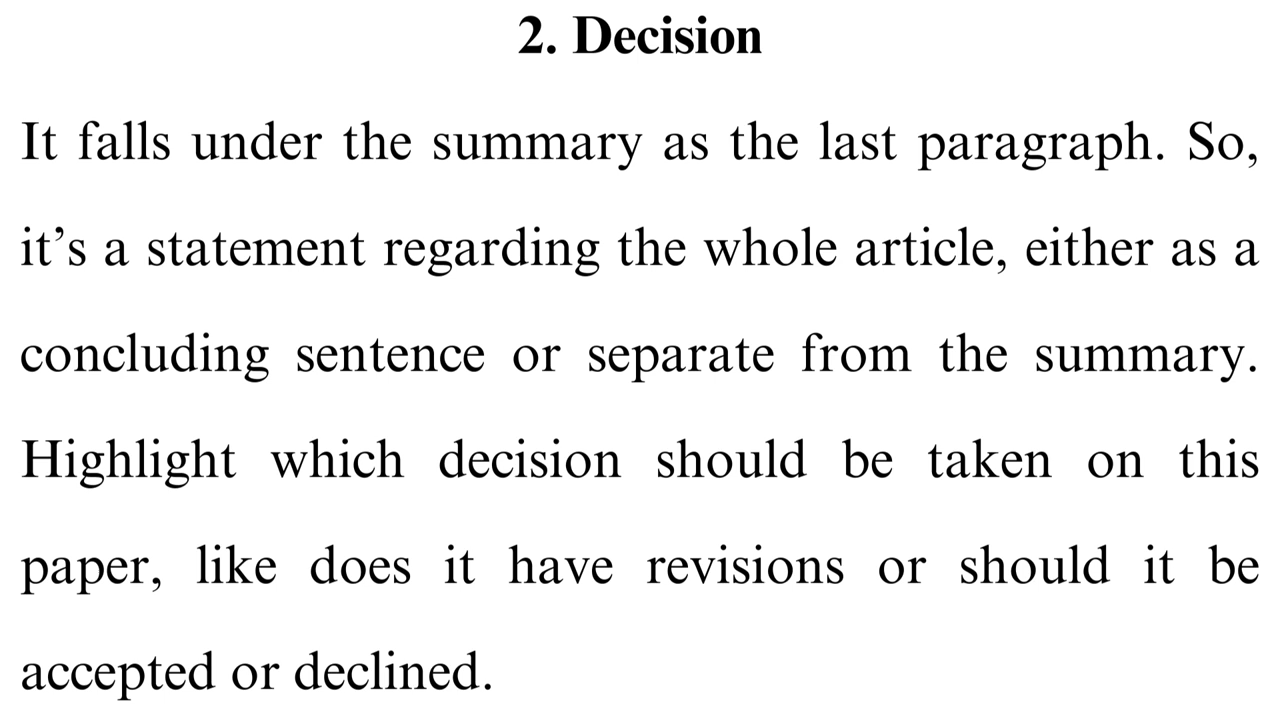 2. Decision
It falls under the summary as the last paragraph. So,
it’s a statement regarding the whole article, either as a
concluding sentence or separate from the summary.
Highlight which decision should be taken on this
paper, like does it have revisions or should it be
accepted or declined.